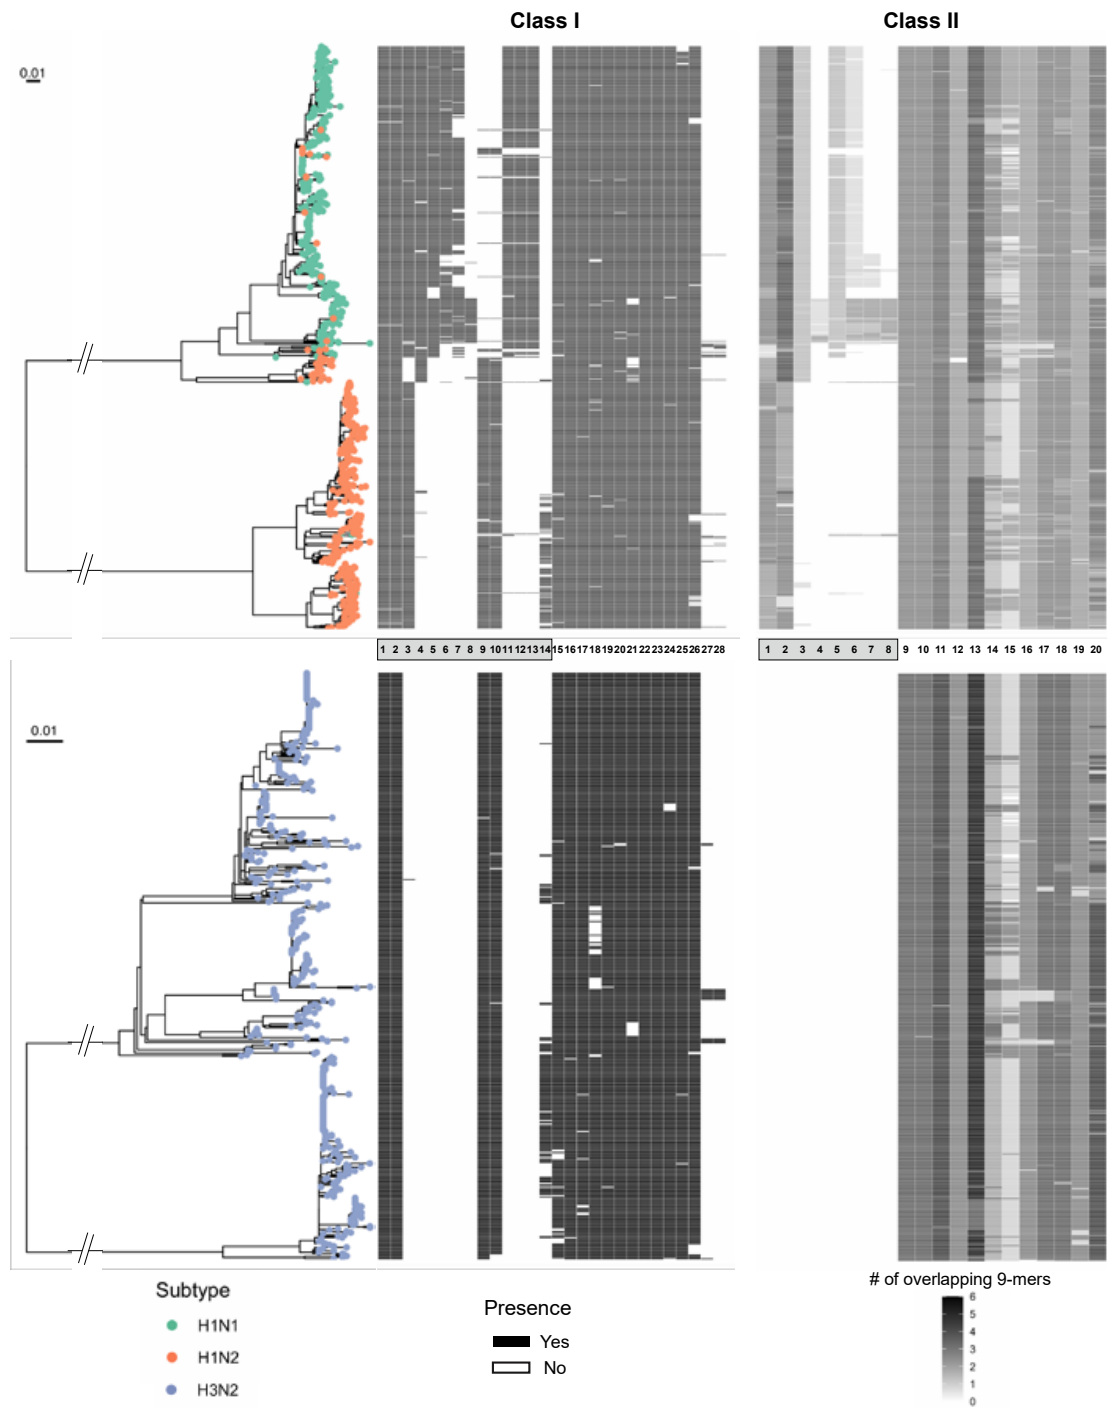 Class I
Class II
0.01
1 2 3 4 5 6 7 8 9 10 11 12 13 14 15 16 17 18 19 20 21 22 23 24 25 26 27 28
1 2 3 4 5 6 7 8 9 10 11 12 13 14 15 16 17 18 19 20
0.01
Subtype
H1N1
H1N2
H3N2
Presence
Yes
No
# of overlapping 9-mers
6
5
4
3
2
1
0